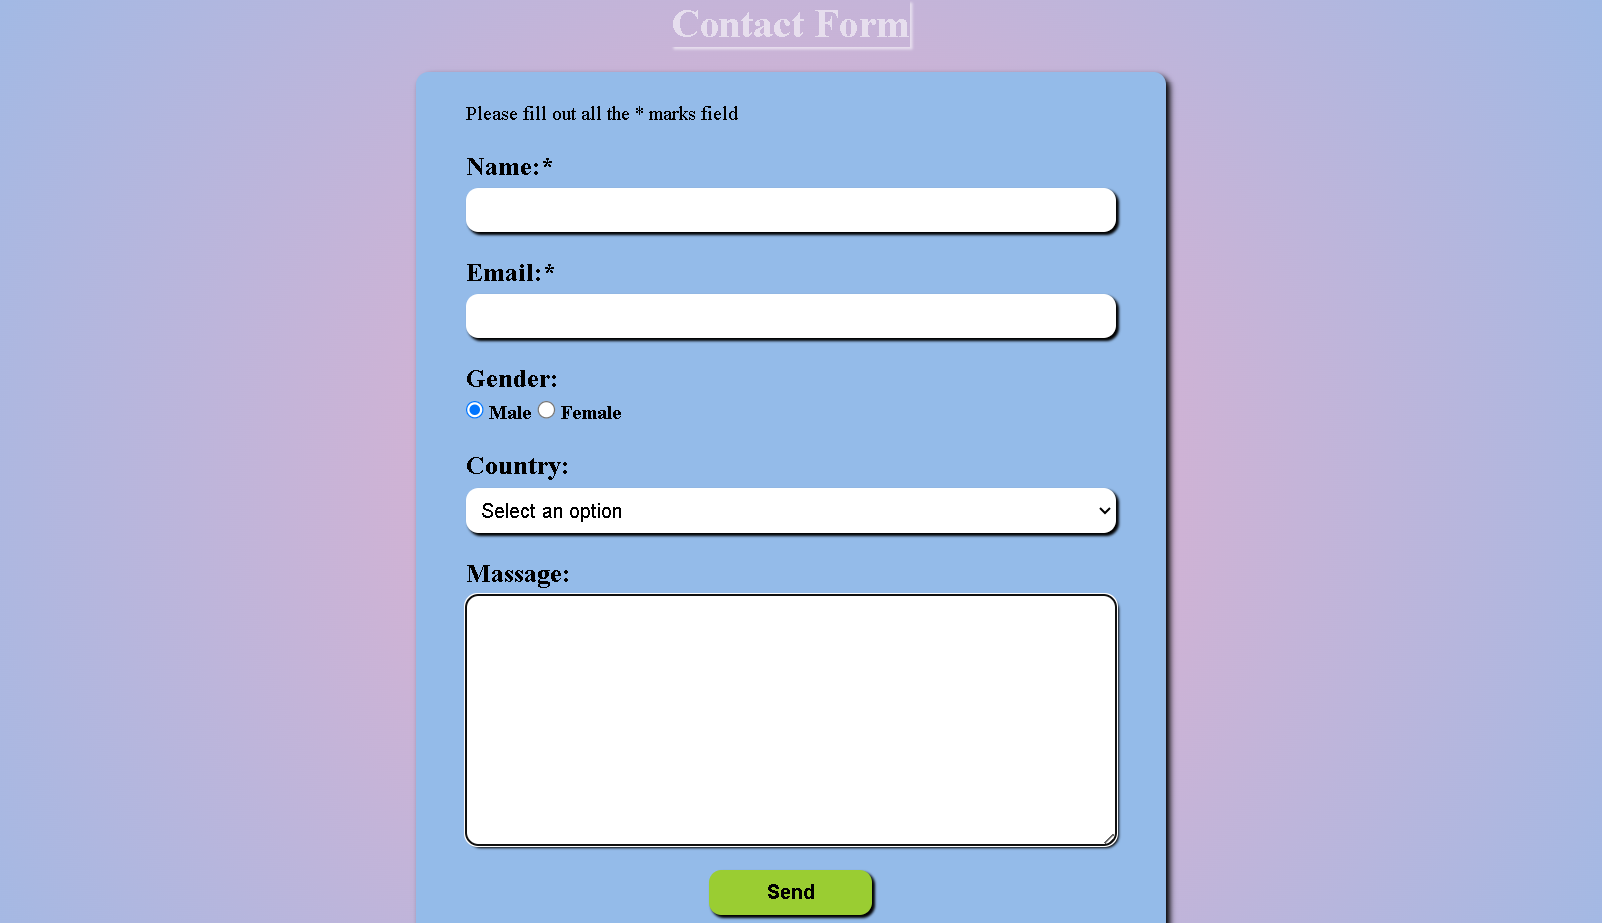 Contact Form
Please fill out all the * marks field
Name:*
Email:*
Gender:
Male Female
Country:
Select an option
Massage:
Send